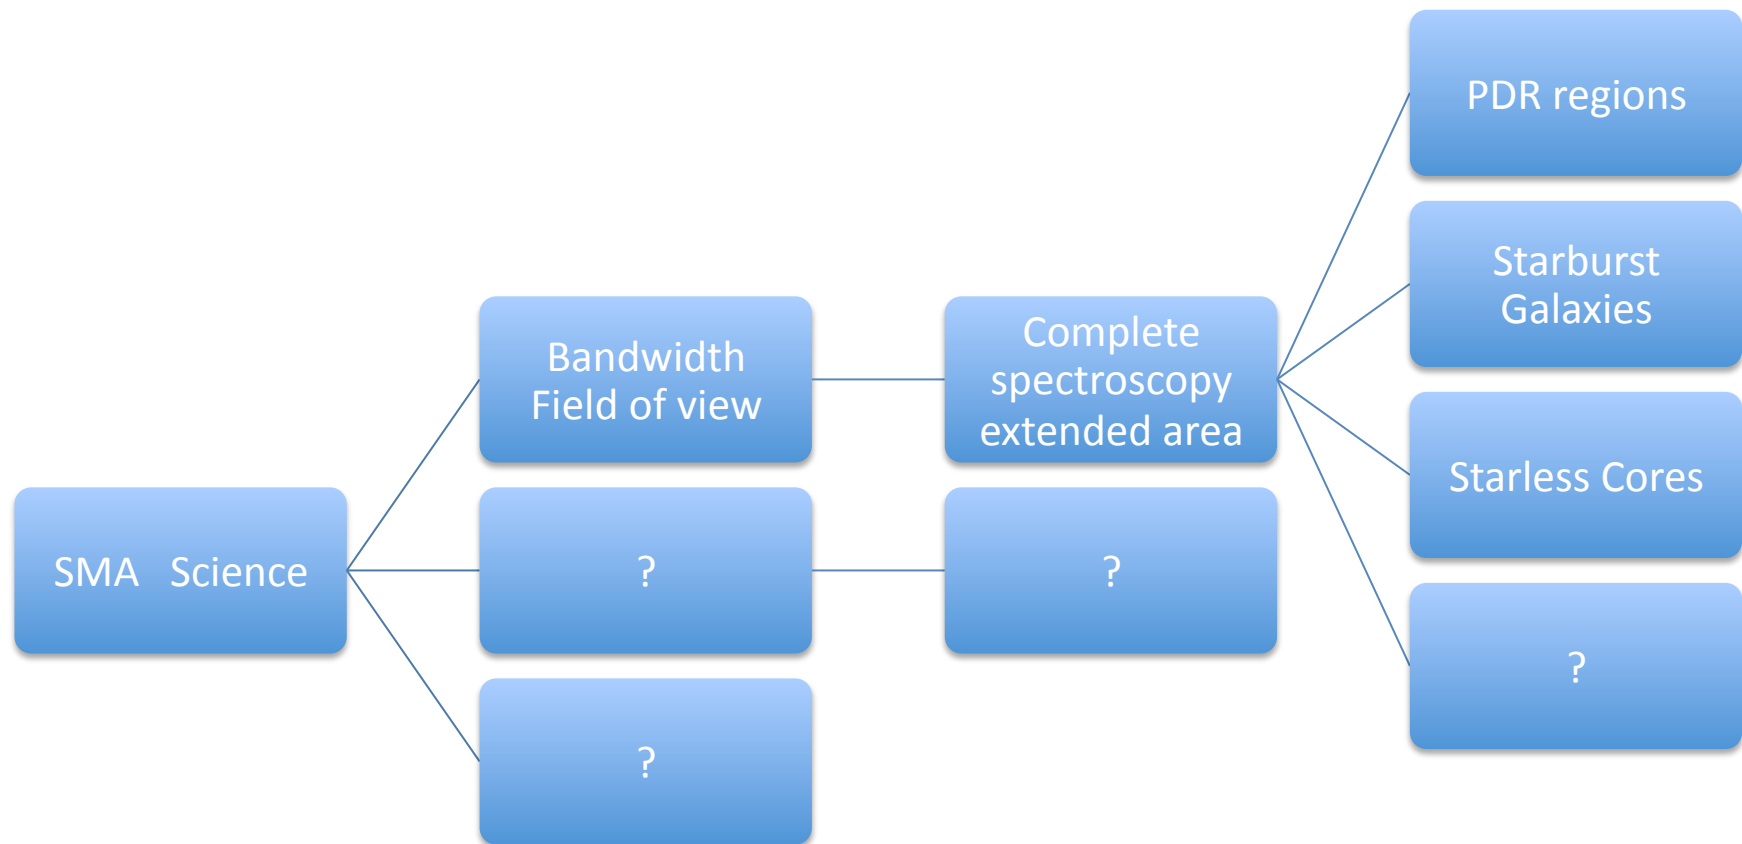 SMA Science
Bandwidth
Field of view
?
?
Complete
spectroscopy
extended area
?
PDR regions
Starburst
Galaxies
Starless Cores
?